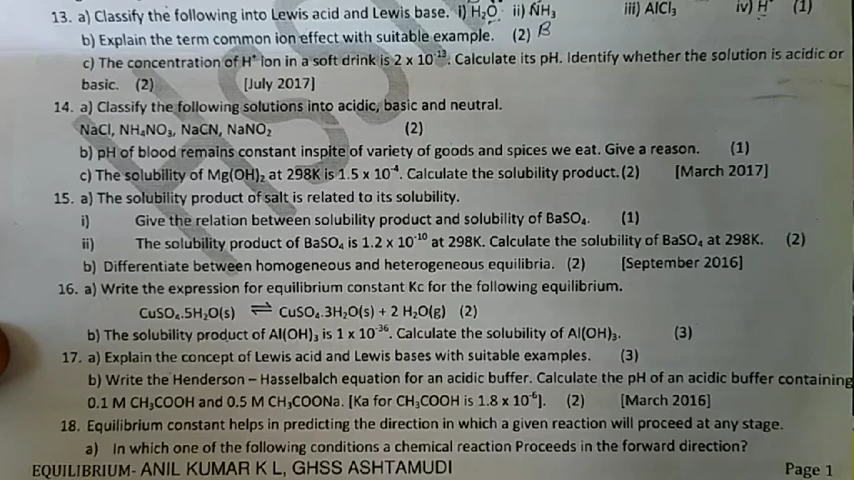 13. a) Classify the following into Lewis acid and Lewis base. i) H₂O ii) NH₃ iii) AlCl₃ iv) H⁺ (1)
b) Explain the term common ion effect with suitable example. (2) B
c) The concentration of H⁺ ion in a soft drink is 2 x 10⁻¹³. Calculate its pH. Identify whether the solution is acidic or
basic. (2) [July 2017]
14. a) Classify the following solutions into acidic, basic and neutral.
NaCl, NH₄NO₃, NaCN, NaNO₂ (2)
b) pH of blood remains constant inspite of variety of goods and spices we eat. Give a reason. (1)
c) The solubility of Mg(OH)₂ at 298K is 1.5 x 10⁻⁴. Calculate the solubility product. (2) [March 2017]
15. a) The solubility product of salt is related to its solubility.
i) Give the relation between solubility product and solubility of BaSO₄. (1)
ii) The solubility product of BaSO₄ is 1.2 x 10⁻¹⁰ at 298K. Calculate the solubility of BaSO₄ at 298K. (2)
b) Differentiate between homogeneous and heterogeneous equilibria. (2) [September 2016]
16. a) Write the expression for equilibrium constant Kc for the following equilibrium.
CuSO₄.5H₂O(s) ⇌ CuSO₄.3H₂O(s) + 2 H₂O(g) (2)
b) The solubility product of Al(OH)₃ is 1 x 10⁻³⁶. Calculate the solubility of Al(OH)₃. (3)
17. a) Explain the concept of Lewis acid and Lewis bases with suitable examples. (3)
b) Write the Henderson – Hasselbalch equation for an acidic buffer. Calculate the pH of an acidic buffer containing
0.1 M CH₃COOH and 0.5 M CH₃COONa. [Ka for CH₃COOH is 1.8 x 10⁻⁶]. (2) [March 2016]
18. Equilibrium constant helps in predicting the direction in which a given reaction will proceed at any stage.
a) In which one of the following conditions a chemical reaction Proceeds in the forward direction?
EQUILIBRIUM- ANIL KUMAR K L, GHSS ASHTAMUDI Page 1